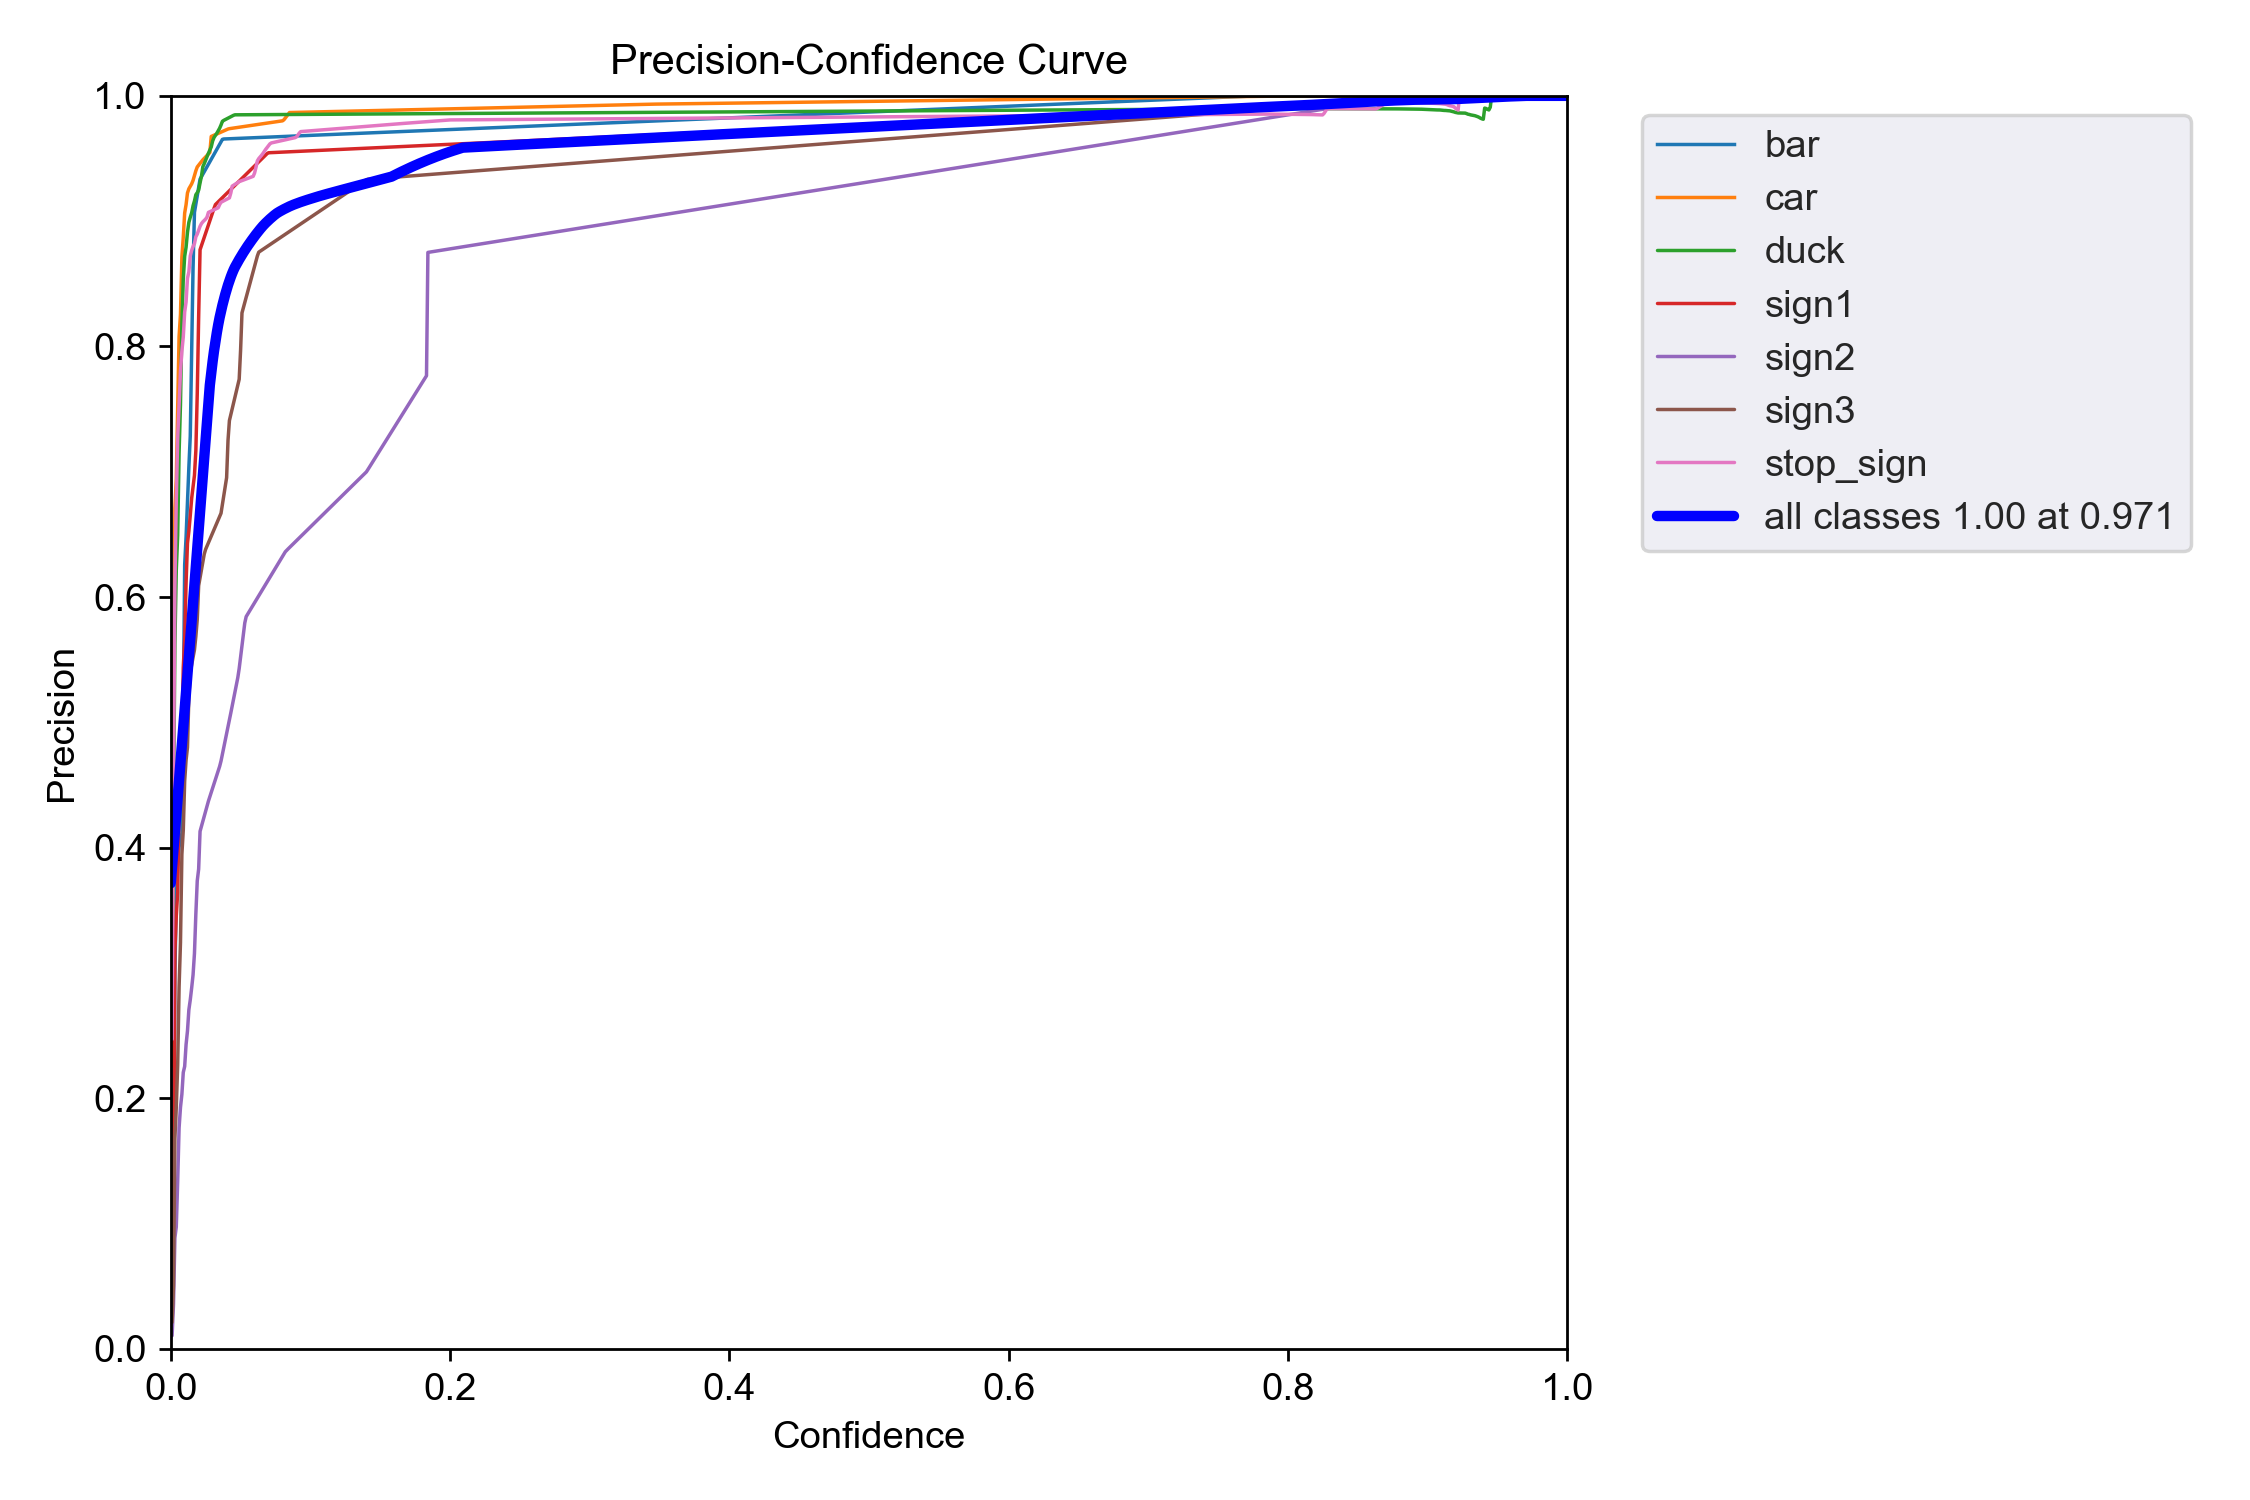 Precision-Confidence Curve
1.0
0.8
0.6
0.4
0.2
0.0
Precision
0.0 0.2 0.4 0.6 0.8 1.0
Confidence
bar
car
duck
sign1
sign2
sign3
stop_sign
all classes 1.00 at 0.971